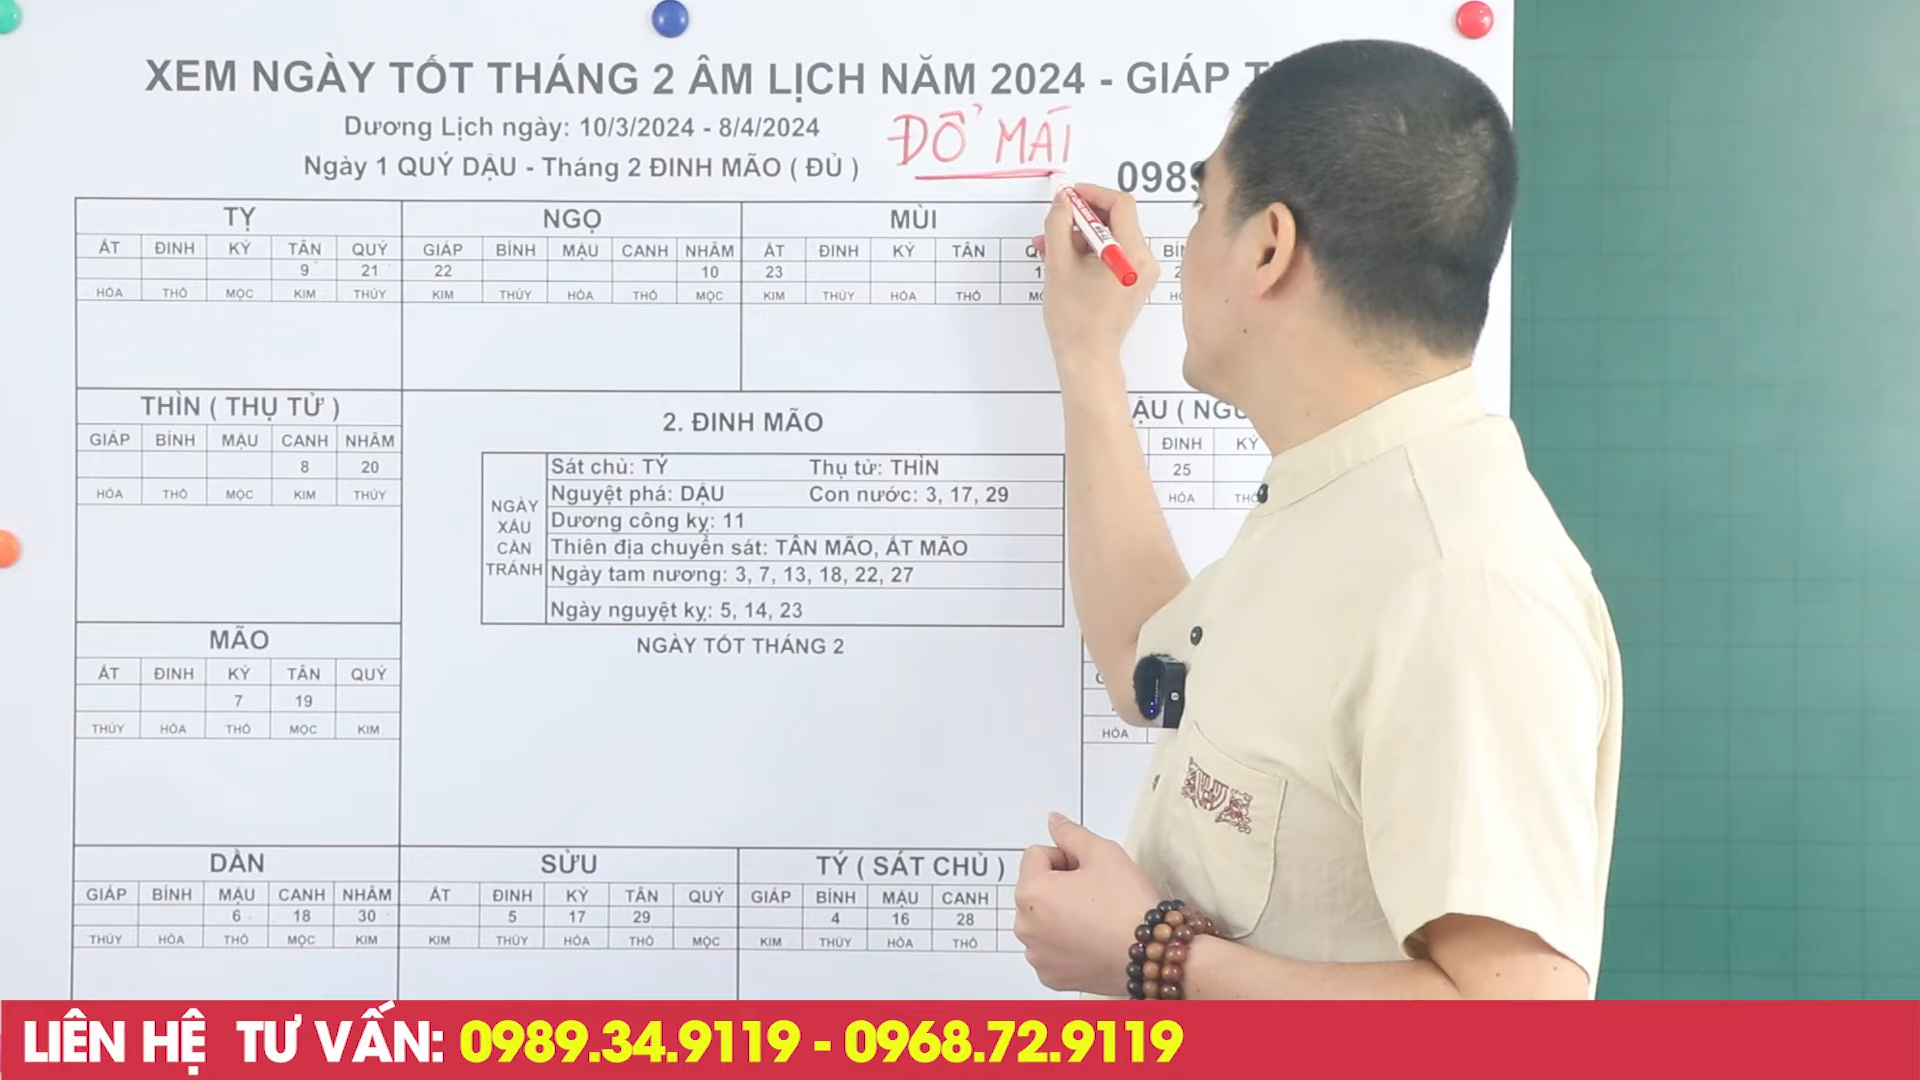 XEM NGÀY TỐT THÁNG 2 ÂM LỊCH NĂM 2024 - GIÁP
Dương Lịch ngày: 10/3/2024 - 8/4/2024
ĐỔ MÁI
Ngày 1 QUÝ DẬU - Tháng 2 ĐINH MÃO ( ĐỦ )
TỴ NGỌ MÙI
ẤT ĐINH KỶ TÂN QUÝ GIÁP BÍNH MẬU CANH NHÂM ẤT ĐINH KỶ TÂN
9 21 22 10 23
HỎA THỔ MỘC KIM THỦY KIM THỦY HỎA THỔ MỘC KIM THỦY HỎA THỔ
THÌN ( THỤ TỬ )
GIÁP BÍNH MẬU CANH NHÂM
8 20
HỎA THỔ MỘC KIM THỦY
2. ĐINH MÃO
NGÀY XẤU CẦN TRÁNH
Sát chủ: TÝ Thụ tử: THÌN
Nguyệt phá: DẬU Con nước: 3, 17, 29
Dương công kỵ: 11
Thiên địa chuyển sát: TÂN MÃO, ẤT MÃO
Ngày tam nương: 3, 7, 13, 18, 22, 27
Ngày nguyệt kỵ: 5, 14, 23
NGÀY TỐT THÁNG 2
ĐINH KỶ
25
HỎA
MÃO
ẤT ĐINH KỶ TÂN QUÝ
7 19
THỦY HỎA THỔ MỘC KIM
HỎA
DẦN SỬU TÝ ( SÁT CHỦ )
GIÁP BÍNH MẬU CANH NHÂM ẤT ĐINH KỶ TÂN QUÝ GIÁP BÍNH MẬU CANH
6 18 30 5 17 29 4 16 28
THỦY HỎA THỔ MỘC KIM KIM THỦY HỎA THỔ MỘC KIM THỦY HỎA THỔ
LIÊN HỆ TƯ VẤN: 0989.34.9119 - 0968.72.9119